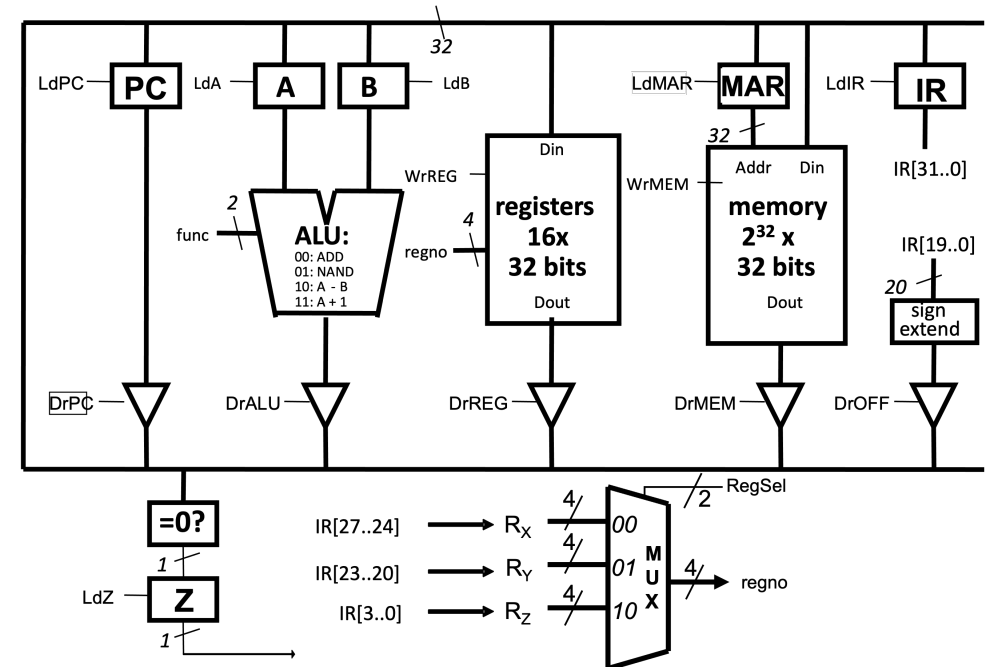 32
LdPC
PC
LdA
A
B
LdB
LdMAR
MAR
LdIR
IR
32
Addr
Din
IR[31..0]
Din
WrREG
WrMEM
registers
16x
32 bits
memory
2³² x
32 bits
2
func
ALU:
00: ADD
01: NAND
10: A - B
11: A + 1
4
regno
IR[19..0]
20
sign
extend
Dout
Dout
DrPC
DrALU
DrREG
DrMEM
DrOFF
=0?
1
LdZ
Z
1
RegSel
2
IR[27..24]
RX
4
00
IR[23..20]
RY
4
01
IR[3..0]
RZ
4
10
M
U
X
4
regno